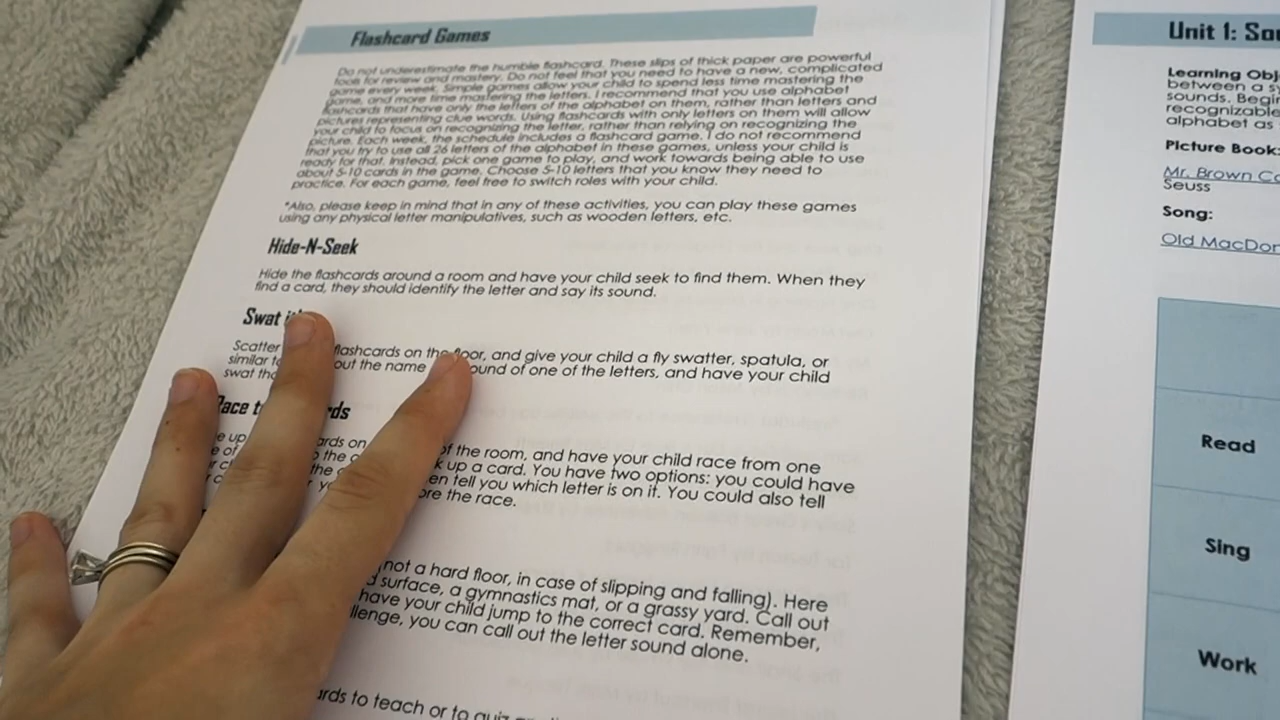 Flashcard Games
Do not underestimate the humble flashcard. These slips of thick paper are powerful
tools for review and mastery. Do not feel that you need to have a new, complicated
game every week. Simple games allow your child to spend less time mastering the
game, and more time mastering the letters. I recommend that you use alphabet
flashcards that have only the letters of the alphabet on them, rather than letters and
pictures representing clue words. Using flashcards with only letters on them will allow
your child to focus on recognizing the letter, rather than relying on recognizing the
picture. Each week, the schedule includes a flashcard game. I do not recommend
that you try to use all 26 letters of the alphabet in these games, unless your child is
ready for that. Instead, pick one game to play, and work towards being able to use
about 5-10 cards in the game. Choose 5-10 letters that you know they need to
practice. For each game, feel free to switch roles with your child.
*Also, please keep in mind that in any of these activities, you can play these games
using any physical letter manipulatives, such as wooden letters, etc.
Hide-N-Seek
Hide the flashcards around a room and have your child seek to find them. When they
find a card, they should identify the letter and say its sound.
Swat
Scatter flashcards on the floor, and give your child a fly swatter, spatula, or
similar out the name ound of one of the letters, and have your child
swat
Race rds
e up ards on of the room, and have your child race from one
the k up a card. You have two options: you could have
the en tell you which letter is on it. You could also tell
ore the race.
not a hard floor, in case of slipping and falling). Here
surface, a gymnastics mat, or a grassy yard. Call out
have your child jump to the correct card. Remember,
llenge, you can call out the letter sound alone.
ards to teach or to quiz
Unit 1:
Learning Obj
between a
sounds.
recognizable
alphabet as
Picture Book:
Mr. Brown
Seuss
Song:
Old MacDon
Read
Sing
Work